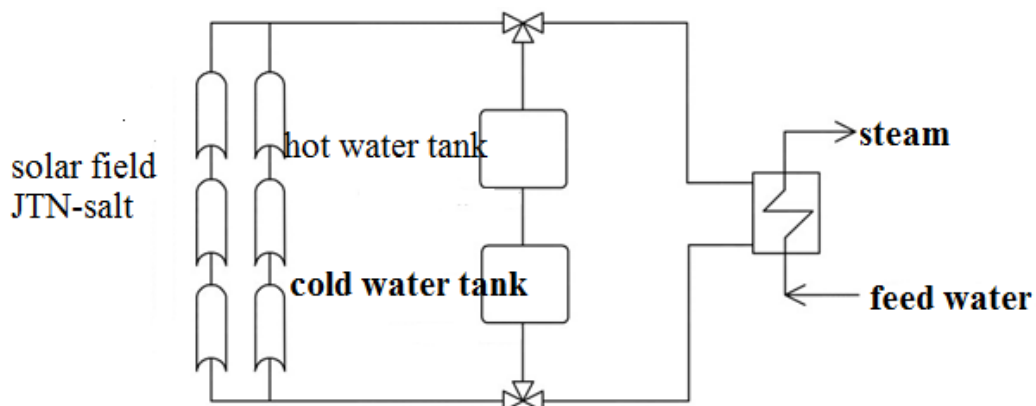 hot water tank
steam
solar field
JTN-salt
cold water tank
feed water